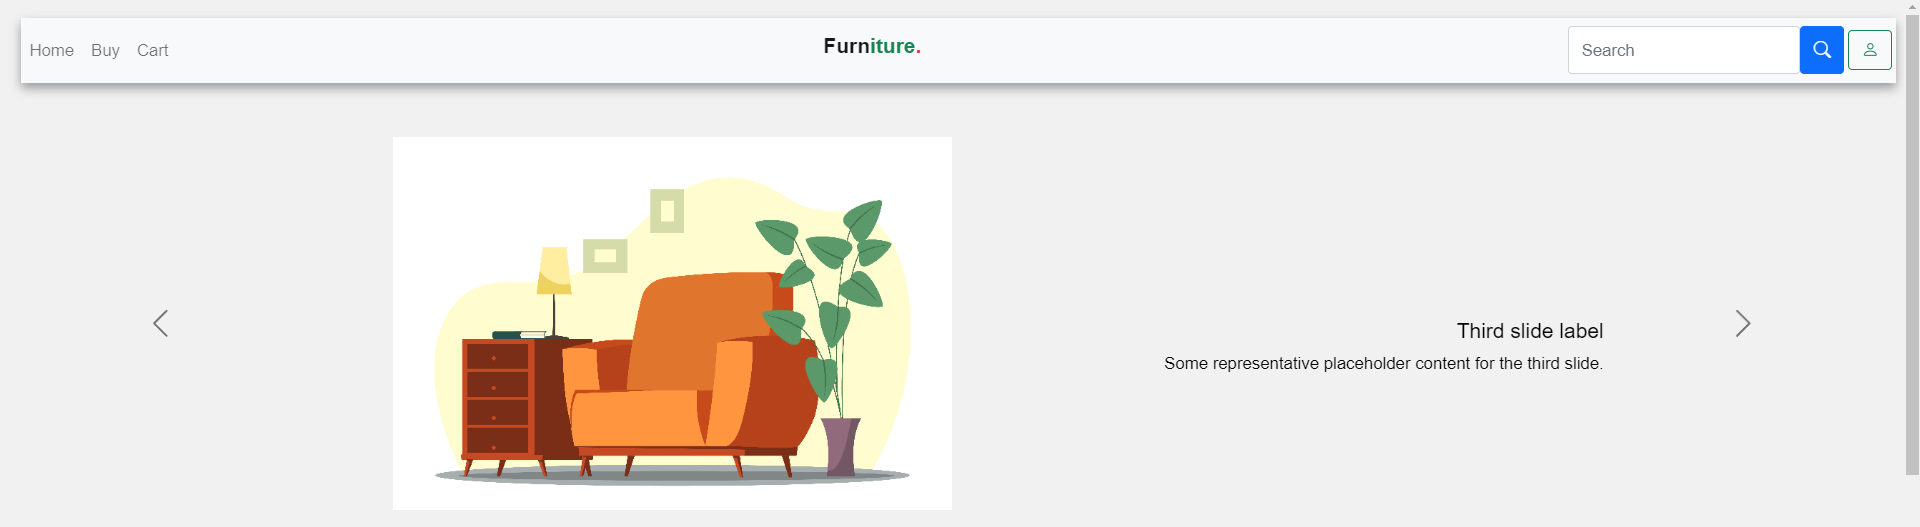 Home Buy Cart
Furniture.
Search
Third slide label
Some representative placeholder content for the third slide.